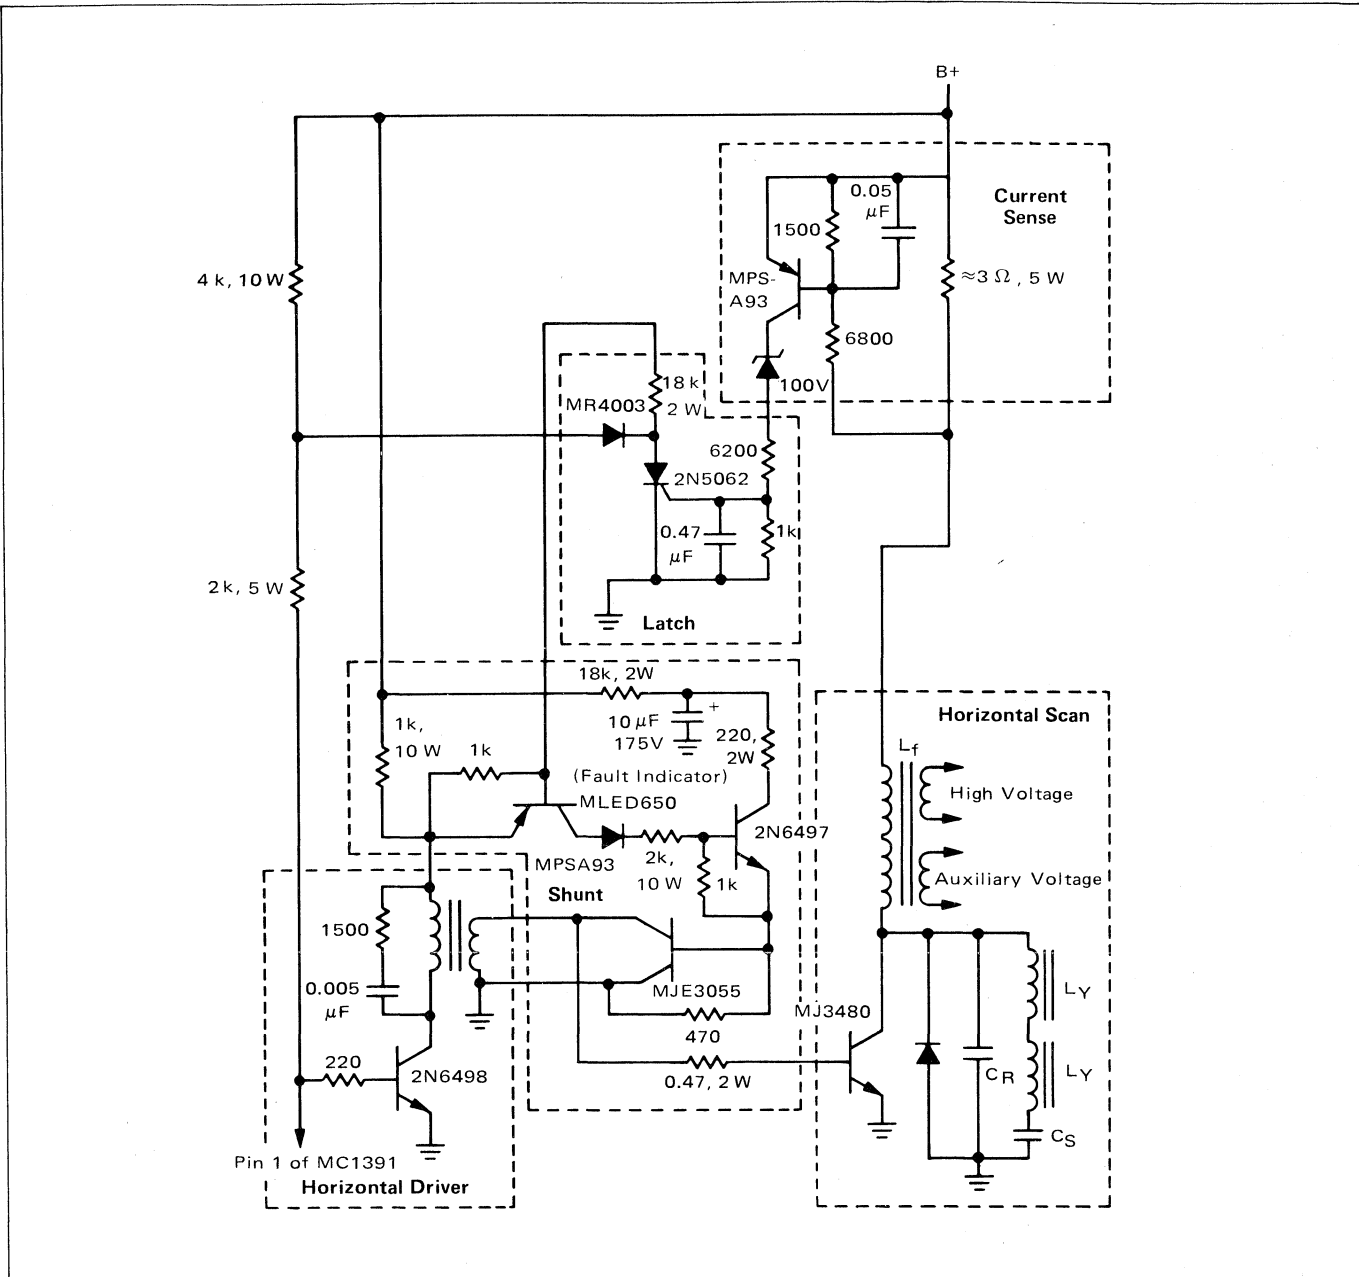 B+
Current
Sense
0.05
µF
1500
4 k, 10 W
MPS-
A93
≈3 Ω, 5 W
6800
100V
18 k
2 W
MR4003
6200
2N5062
0.47
µF
1k
2 k, 5 W
Latch
18k, 2W
Horizontal Scan
1k,
10 W
10 µF
175V
+
220,
2W
1k
(Fault Indicator)
MLED650
Lf
High Voltage
2N6497
MPSA93
2k,
10 W
1k
Auxiliary Voltage
Shunt
1500
0.005
µF
MJE3055
LY
MJ3480
470
220
2N6498
0.47, 2 W
CR
LY
CS
Pin 1 of MC1391
Horizontal Driver